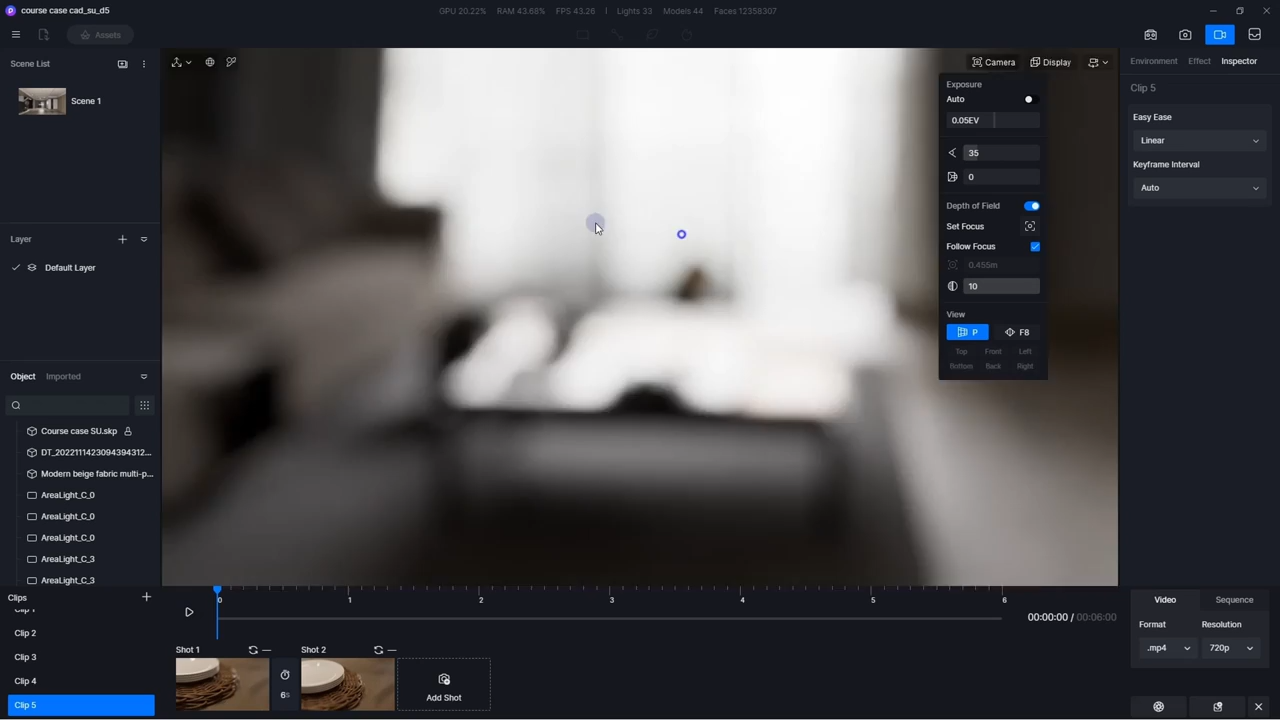 course case cad_su_d5
GPU 20.22% RAM 43.68% FPS 43.26 Lights 33 Models 44 Faces 12358307
Assets
Scene List
Scene 1
Layer
Default Layer
Object Imported
Course case SU.skp
DT_20221114230943943 12...
Modern beige fabric multi-p...
AreaLight_C_0
AreaLight_C_0
AreaLight_C_0
AreaLight_C_3
AreaLight_C_3
Camera
Display
Exposure
Auto
0.05EV
35
0
Depth of Field
Set Focus
Follow Focus
0.455m
10
View
P
F8
Top Front Left
Bottom Back Right
Environment Effect Inspector
Clip 5
Easy Ease
Linear
Keyframe Interval
Auto
Clips
Clip 1
Clip 2
Clip 3
Clip 4
Clip 5
0 1 2 3 4 5 6
00:00:00 / 00:06:00
Shot 1
6s
Shot 2
Add Shot
Video Sequence
Format Resolution
.mp4 720p